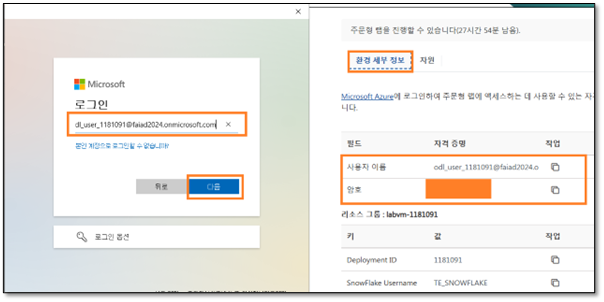 Microsoft
로그인
dl_user_1181091@faiad2024.onmicrosoft.com
본인 계정으로 로그인할 수 없습니까?
뒤로
다음
로그인 옵션
주문형 랩을 진행할 수 있습니다(27시간 54분 남음).
환경 세부 정보
자원
Microsoft Azure에 로그인하여 주문형 랩에 액세스하는 데 사용할 수 있는 자
니다.
필드
자격 증명
작업
사용자 이름
odl_user_1181091@faiad2024.o
암호
리소스 그룹 : labvm-1181091
키
값
작업
Deployment ID
1181091
SnowFlake Username
TE_SNOWFLAKE